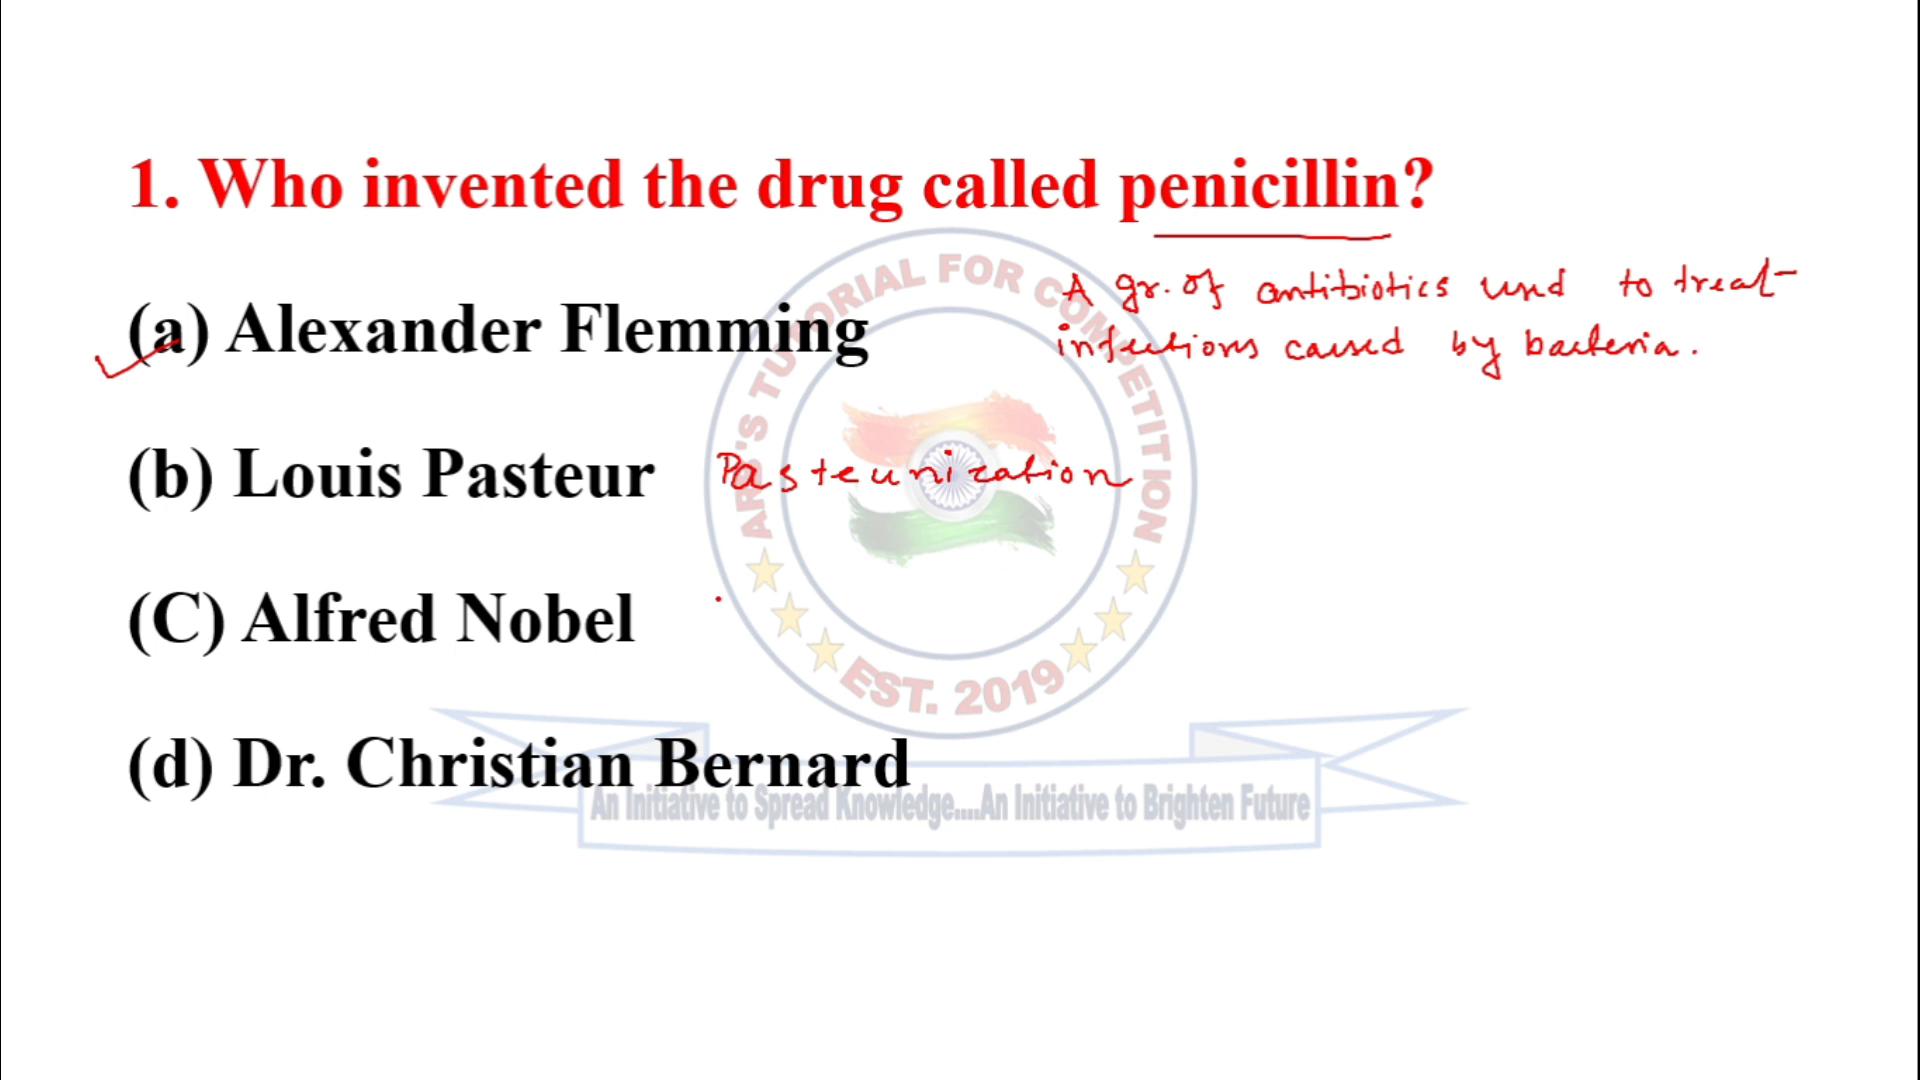 1. Who invented the drug called penicillin?
A gr. of antibiotics used to treat
infections caused by bacteria.
(a) Alexander Flemming
(b) Louis Pasteur Pasteurization
(C) Alfred Nobel
(d) Dr. Christian Bernard
ARP'S TUTORIAL FOR COMPETITION
EST. 2019
An Initiative to Spread Knowledge....An Initiative to Brighten Future